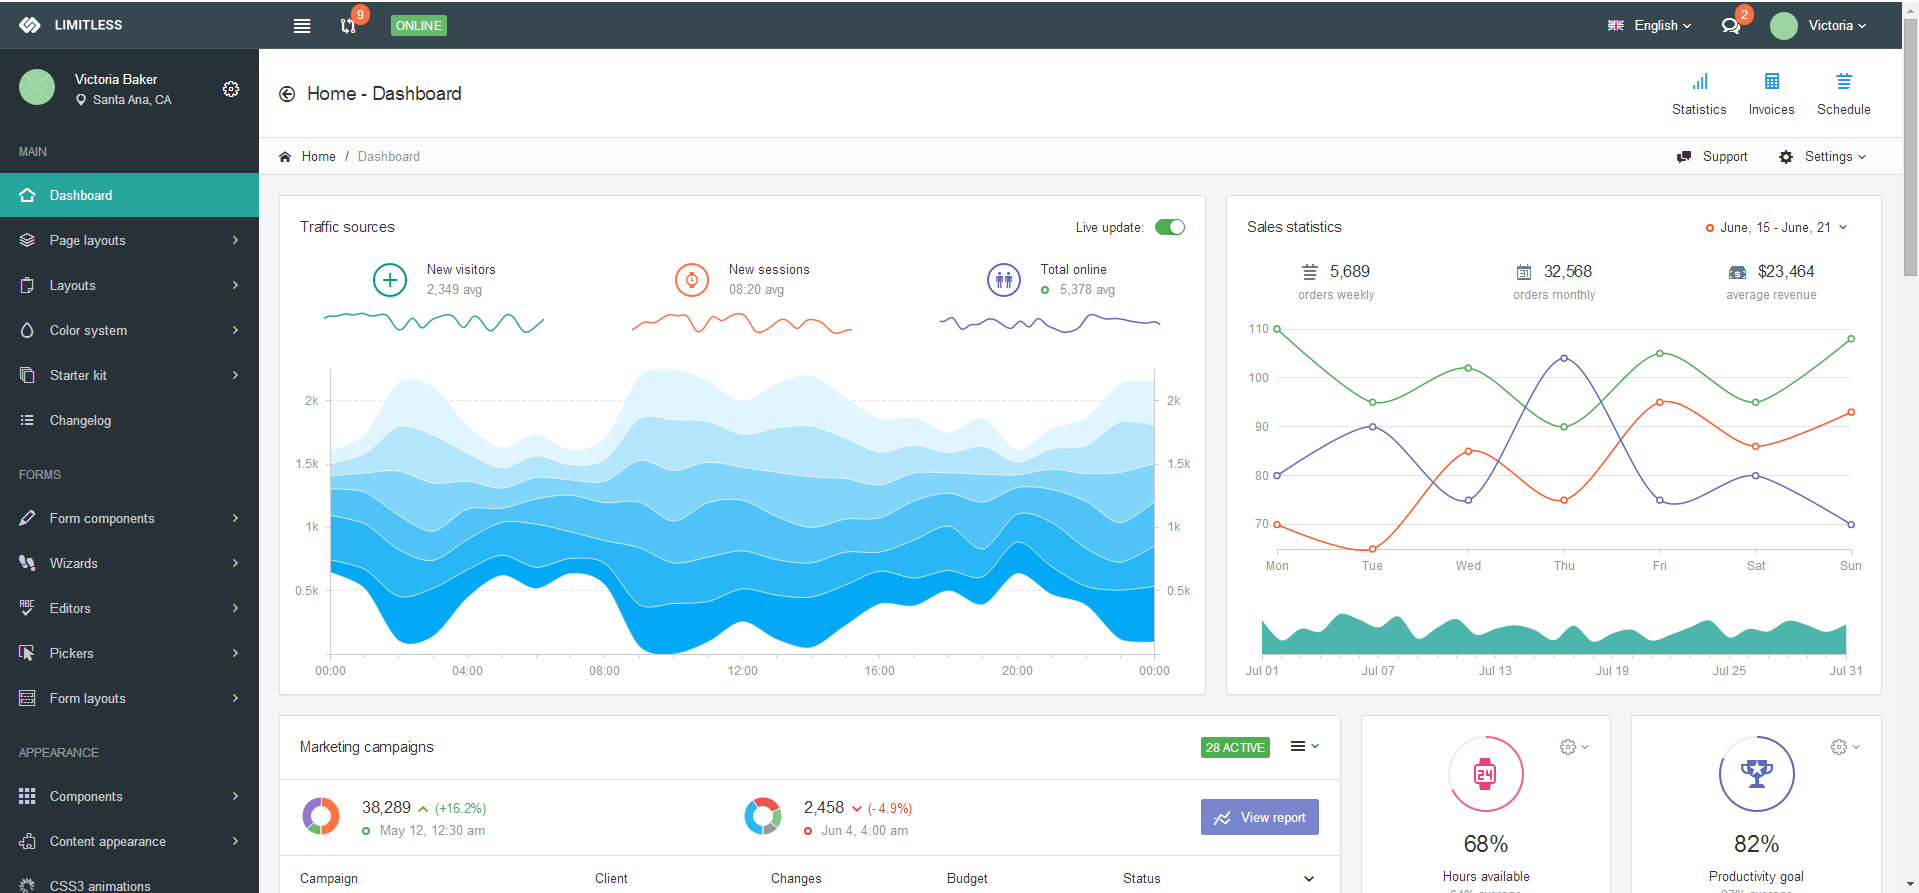 LIMITLESS
9
ONLINE
English
2
Victoria
Victoria Baker
Santa Ana, CA
MAIN
Dashboard
Page layouts
Layouts
Color system
Starter kit
Changelog
FORMS
Form components
Wizards
ABC
Editors
Pickers
Form layouts
APPEARANCE
Components
Content appearance
CSS3 animations
Home - Dashboard
Statistics
Invoices
Schedule
Home / Dashboard
Support
Settings
Traffic sources
Live update:
New visitors
2,349 avg
New sessions
08:20 avg
Total online
5,378 avg
2k
1.5k
1k
0.5k
2k
1.5k
1k
0.5k
00:00 04:00 08:00 12:00 16:00 20:00 00:00
Sales statistics
June, 15 - June, 21
5,689
orders weekly
31
32,568
orders monthly
$23,464
average revenue
110
100
90
80
70
Mon Tue Wed Thu Fri Sat Sun
Jul 01 Jul 07 Jul 13 Jul 19 Jul 25 Jul 31
Marketing campaigns
28 ACTIVE
38,289 (+16.2%)
May 12, 12:30 am
2,458 (- 4.9%)
Jun 4, 4:00 am
View report
Campaign Client Changes Budget Status
24
68%
Hours available
82%
Productivity goal